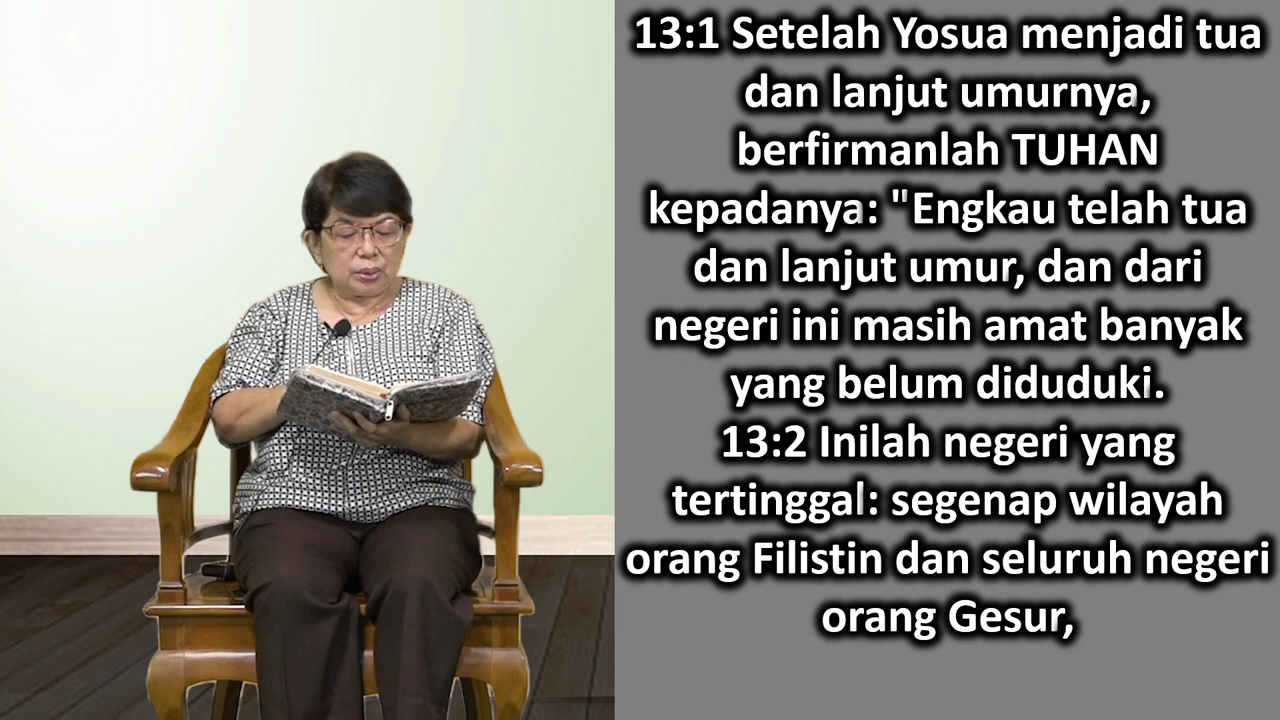 13:1 Setelah Yosua menjadi tua
dan lanjut umurnya,
berfirmanlah TUHAN
kepadanya: "Engkau telah tua
dan lanjut umur, dan dari
negeri ini masih amat banyak
yang belum diduduki.
13:2 Inilah negeri yang
tertinggal: segenap wilayah
orang Filistin dan seluruh negeri
orang Gesur,